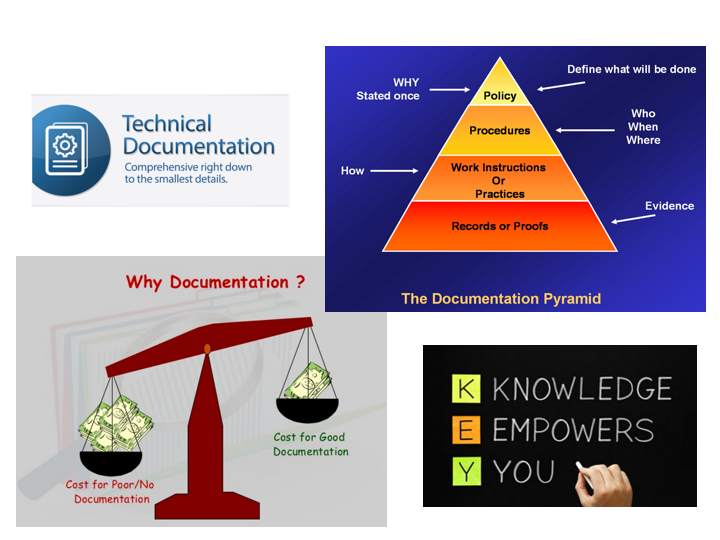 Technical
Documentation
Comprehensive right down
to the smallest details.
WHY
Stated once
Define what will be done
Policy
Procedures
Who
When
Where
How
Work Instructions
Or
Practices
Evidence
Records or Proofs
The Documentation Pyramid
Why Documentation ?
Cost for Good
Documentation
Cost for Poor/No
Documentation
K KNOWLEDGE
E EMPOWERS
Y YOU